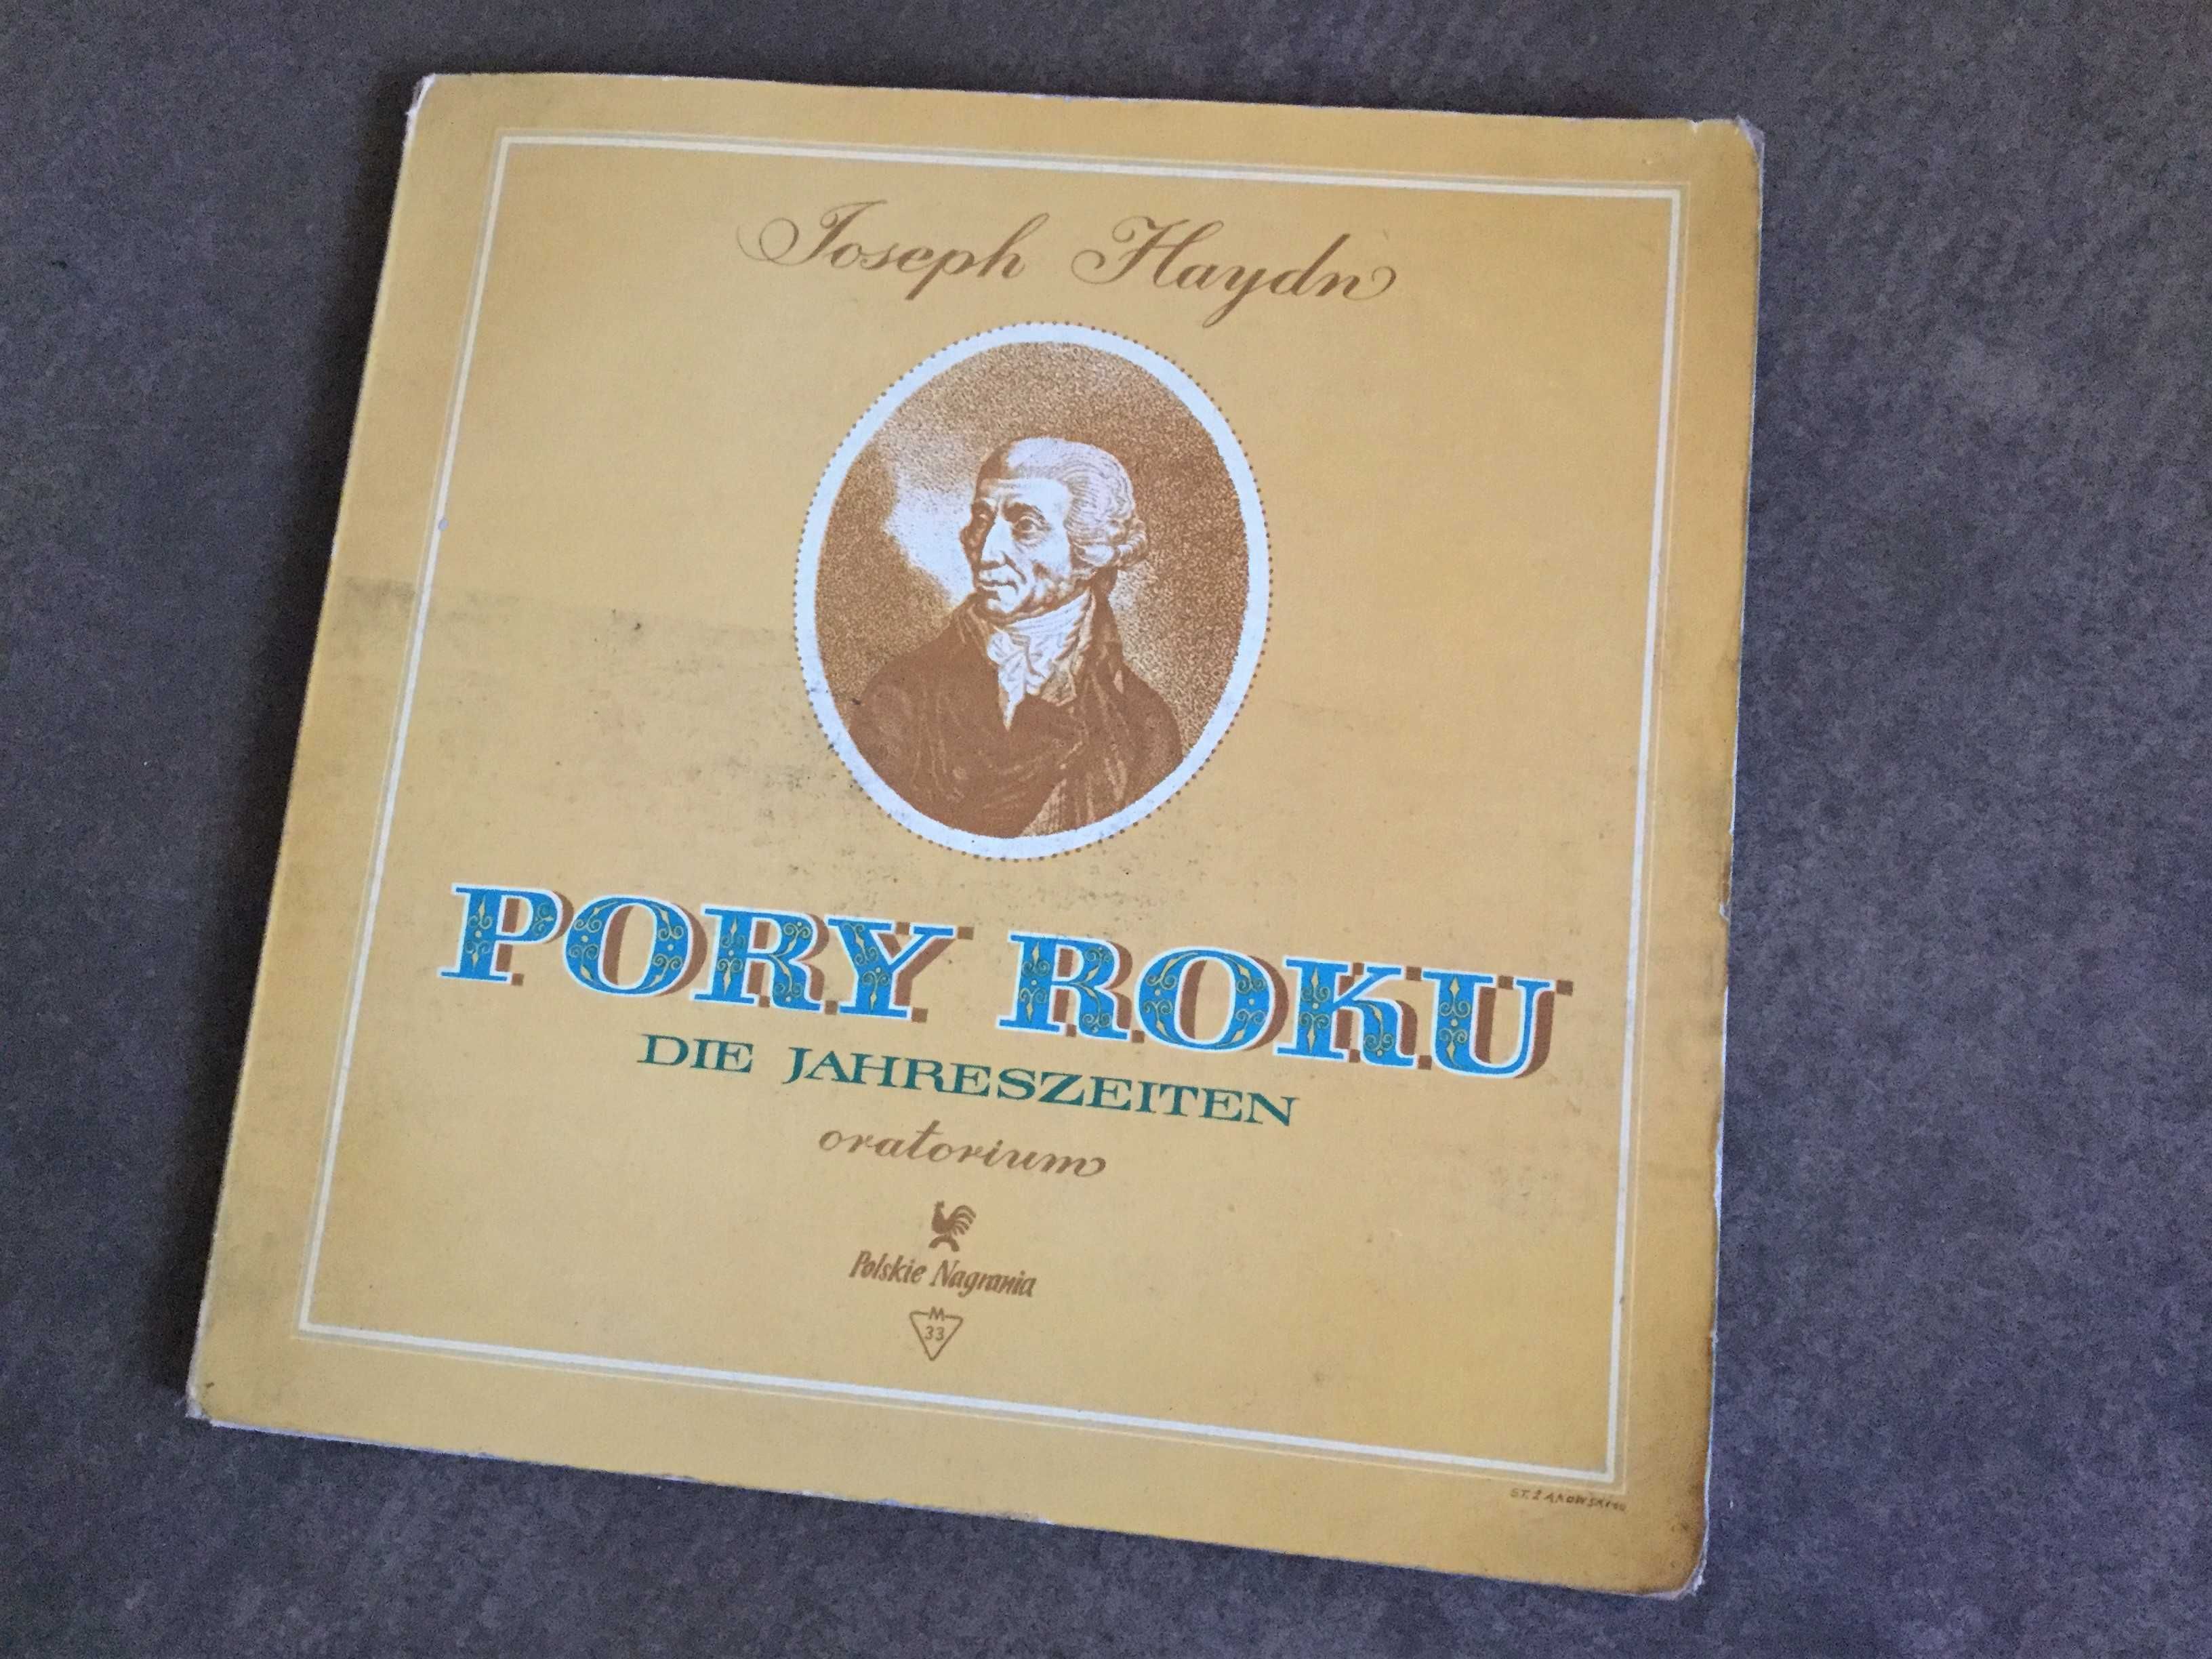 Joseph Haydn
PORY ROKU
DIE JAHRESZEITEN
oratorium
Polskie Nagrania
M
33